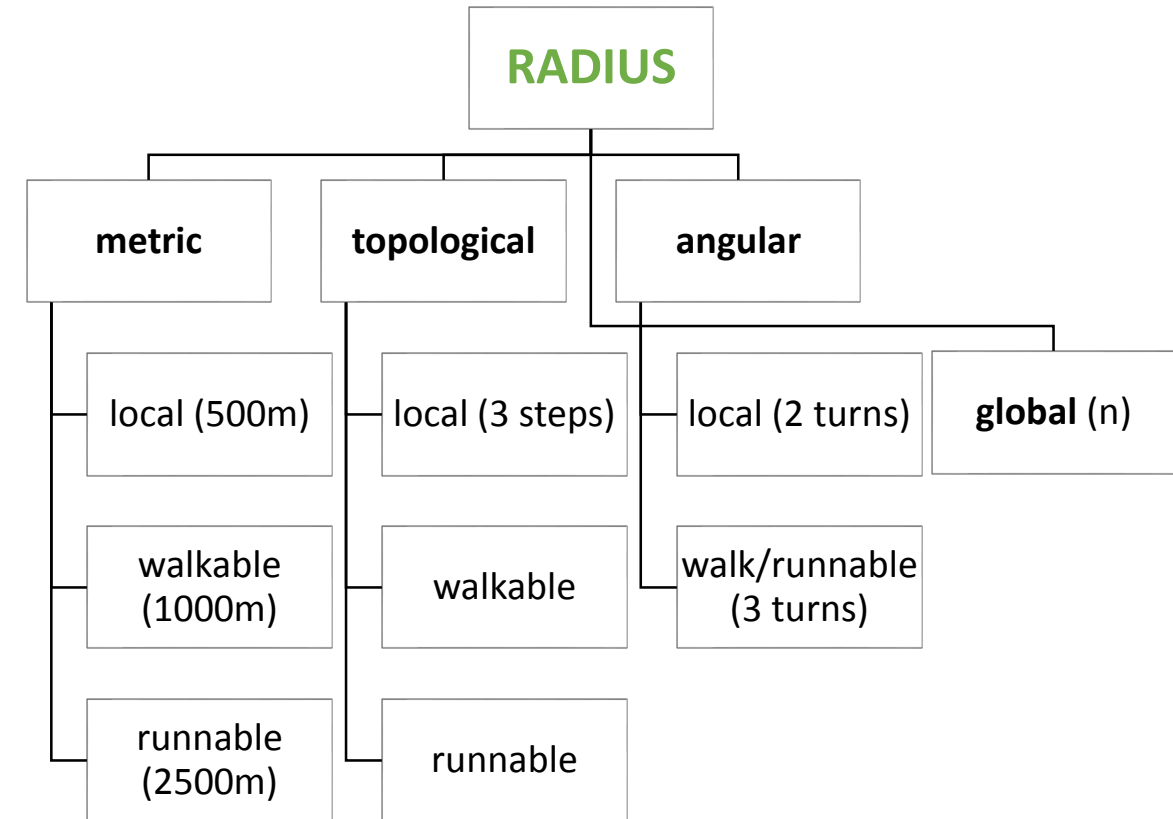 RADIUS
metric
topological
angular
global (n)
local (500m)
local (3 steps)
local (2 turns)
walkable
(1000m)
walkable
walk/runnable
(3 turns)
runnable
(2500m)
runnable